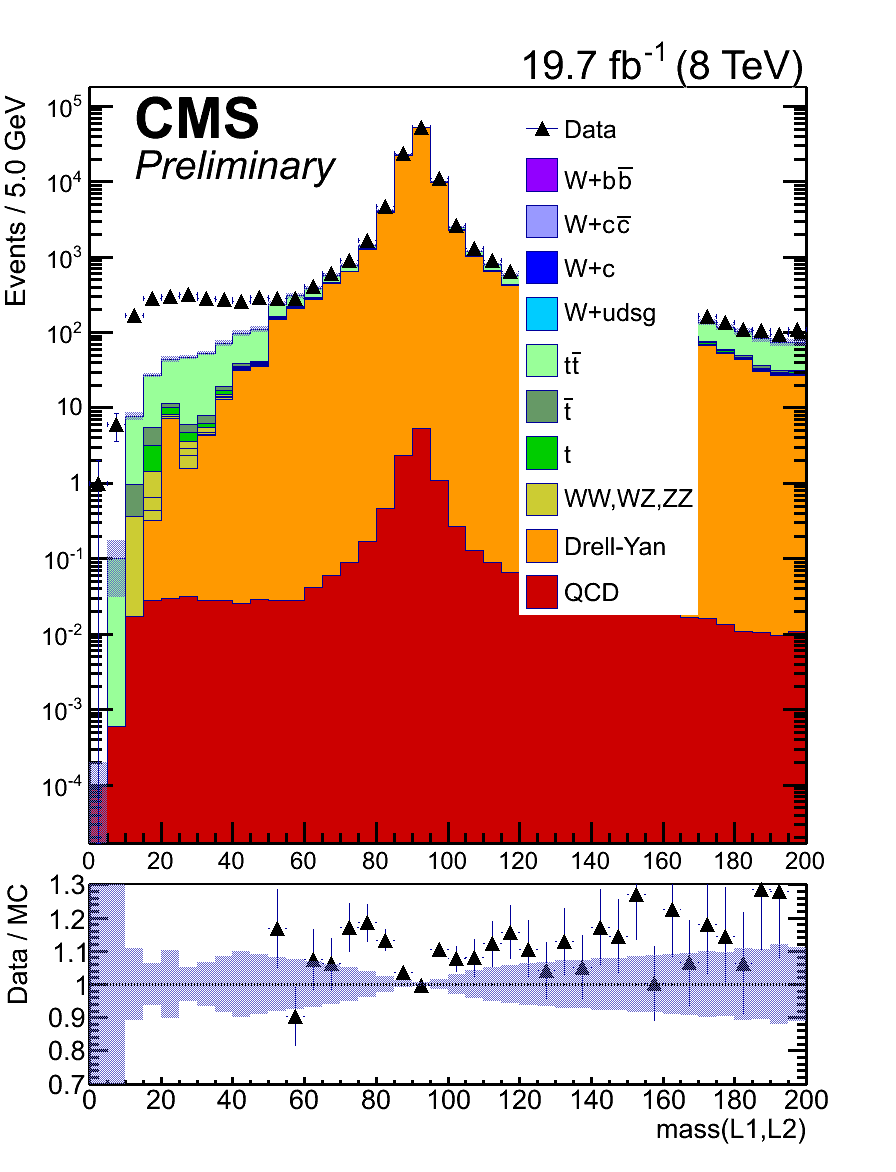 19.7 fb⁻¹ (8 TeV)
CMS
Preliminary
Events / 5.0 GeV
10⁵
10⁴
10³
10²
10
1
10⁻¹
10⁻²
10⁻³
10⁻⁴
Data
W+bb̅
W+cc̅
W+c
W+udsg
tt̅
t̅
t
WW,WZ,ZZ
Drell-Yan
QCD
0 20 40 60 80 100 120 140 160 180 200
Data / MC
1.3
1.2
1.1
1
0.9
0.8
0.7
0 20 40 60 80 100 120 140 160 180 200
mass(L1,L2)